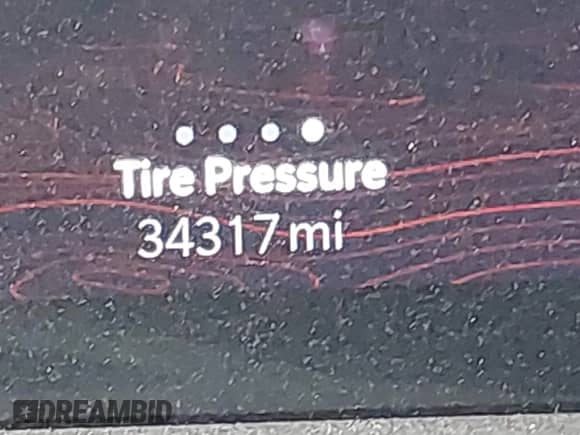 Tire Pressure
34317 mi
DREAMBID